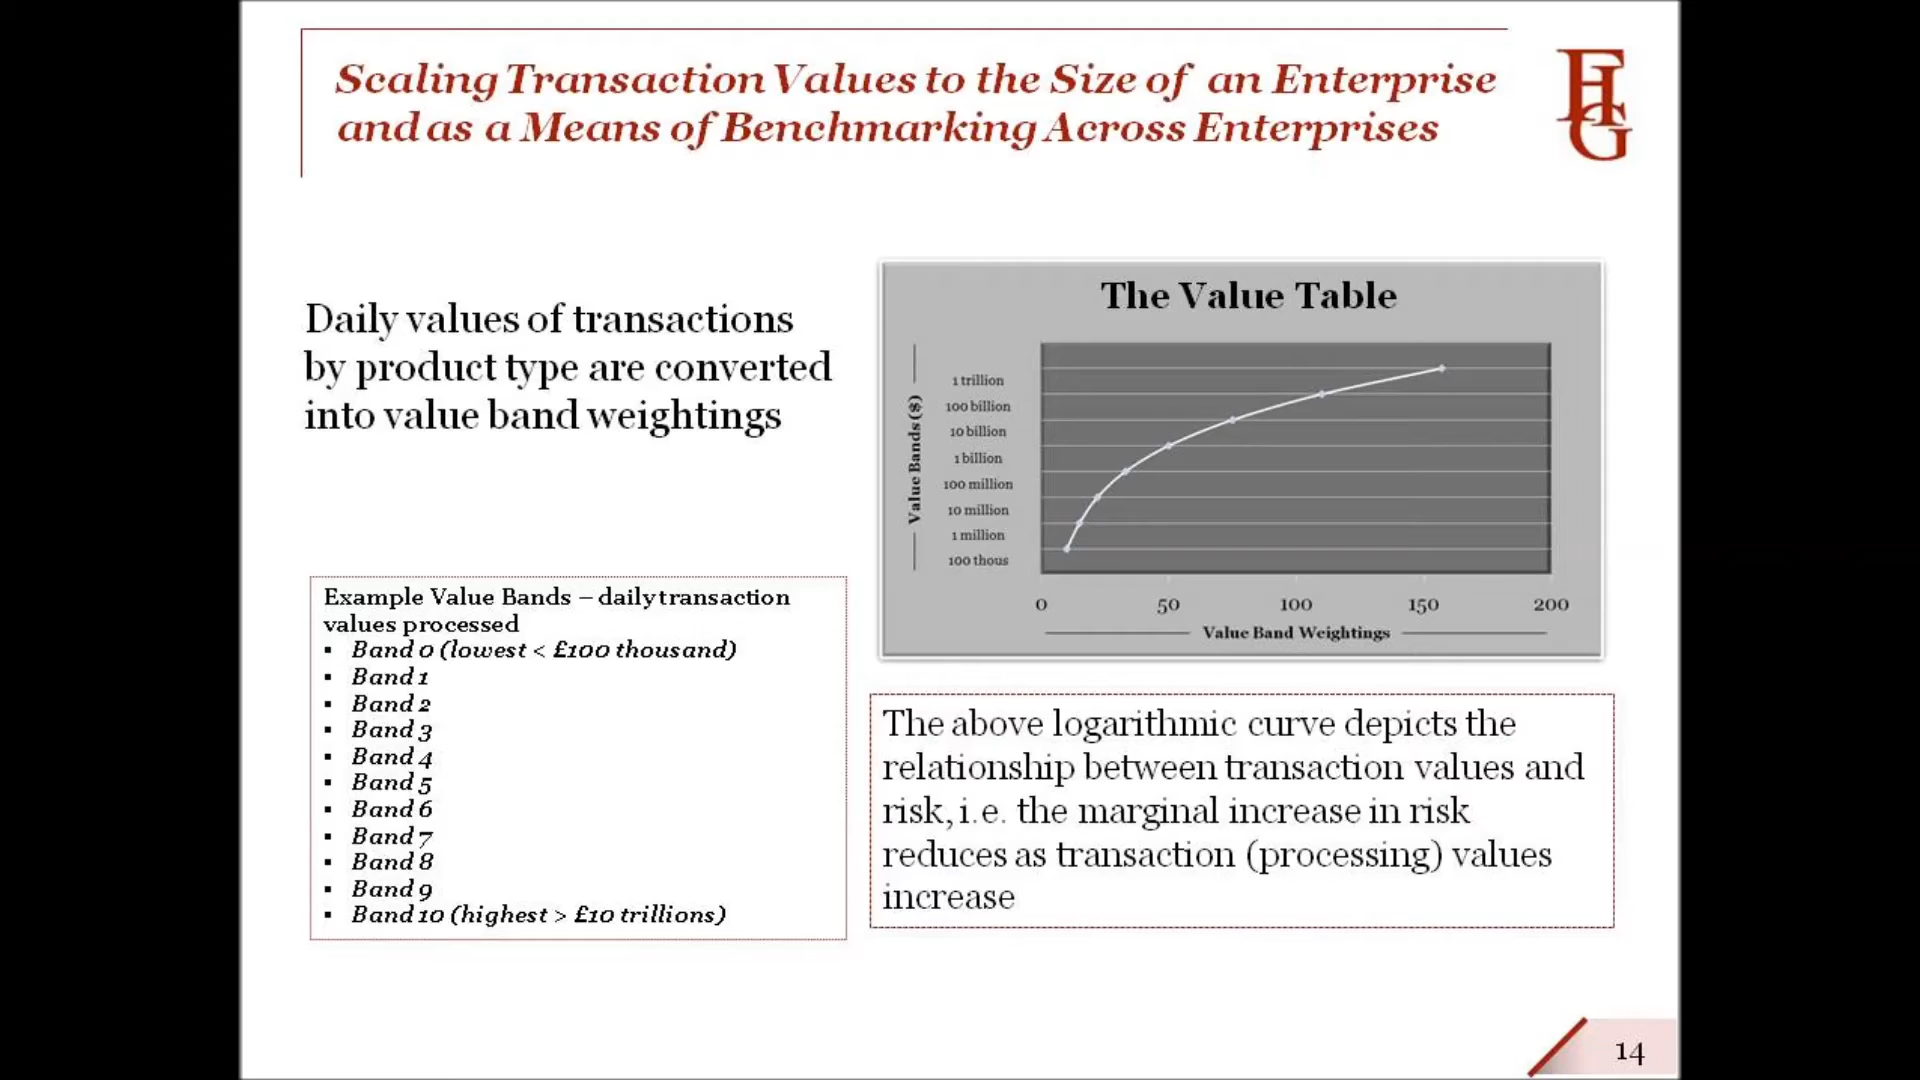 Scaling Transaction Values to the Size of an Enterprise
and as a Means of Benchmarking Across Enterprises
FHG
Daily values of transactions
by product type are converted
into value band weightings
The Value Table
Value Bands ($)
1 trillion
100 billion
10 billion
1 billion
100 million
10 million
1 million
100 thous
0 50 100 150 200
Value Band Weightings
Example Value Bands – daily transaction
values processed
▪ Band 0 (lowest < £100 thousand)
▪ Band 1
▪ Band 2
▪ Band 3
▪ Band 4
▪ Band 5
▪ Band 6
▪ Band 7
▪ Band 8
▪ Band 9
▪ Band 10 (highest > £10 trillions)
The above logarithmic curve depicts the
relationship between transaction values and
risk, i.e. the marginal increase in risk
reduces as transaction (processing) values
increase
14